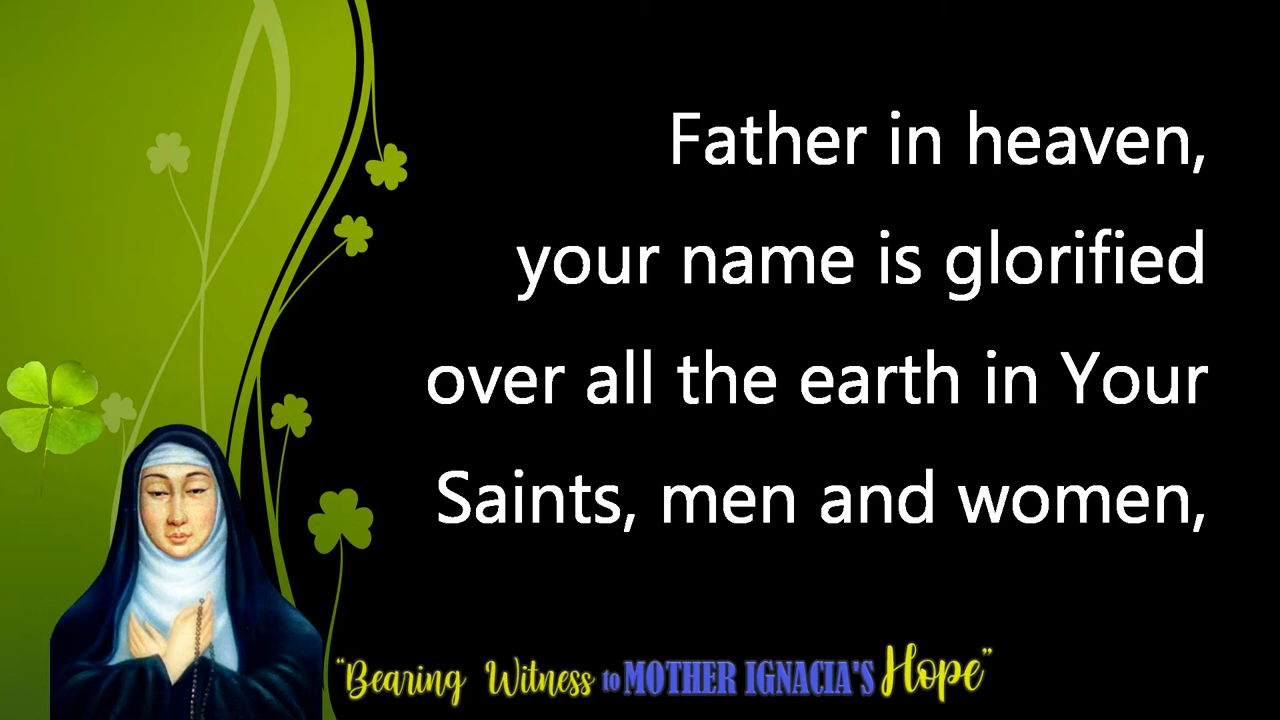 Father in heaven,
your name is glorified
over all the earth in Your
Saints, men and women,
"Bearing Witness to MOTHER IGNACIA'S Hope"